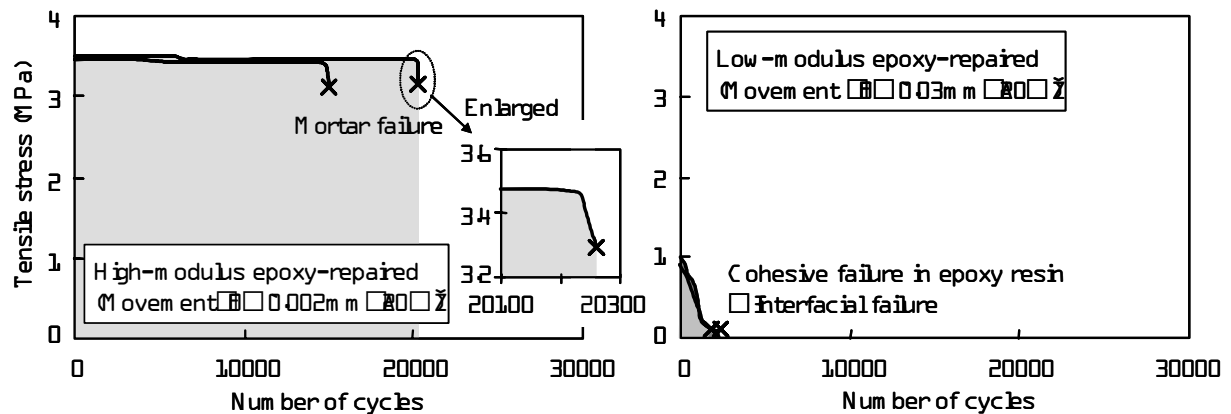 4
3
2
1
0
Tensile stress (MPa)
Mortar failure
Enlarged
3.6
3.4
3.2
20100
20300
High-modulus epoxy-repaired
(Movement 0.002mm
0
10000
20000
30000
Number of cycles
4
3
2
1
0
Low-modulus epoxy-repaired
(Movement 0.03mm
Cohesive failure in epoxy resin
Interfacial failure
0
10000
20000
30000
Number of cycles